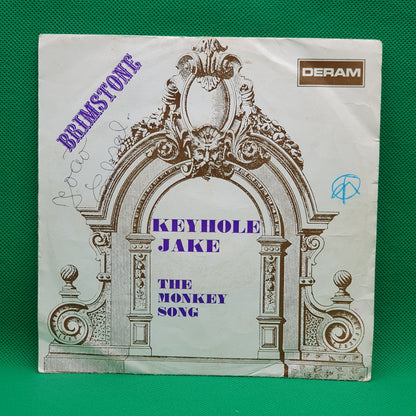 BRIMSTONE
DERAM
KEYHOLE
JAKE
THE
MONKEY
SONG